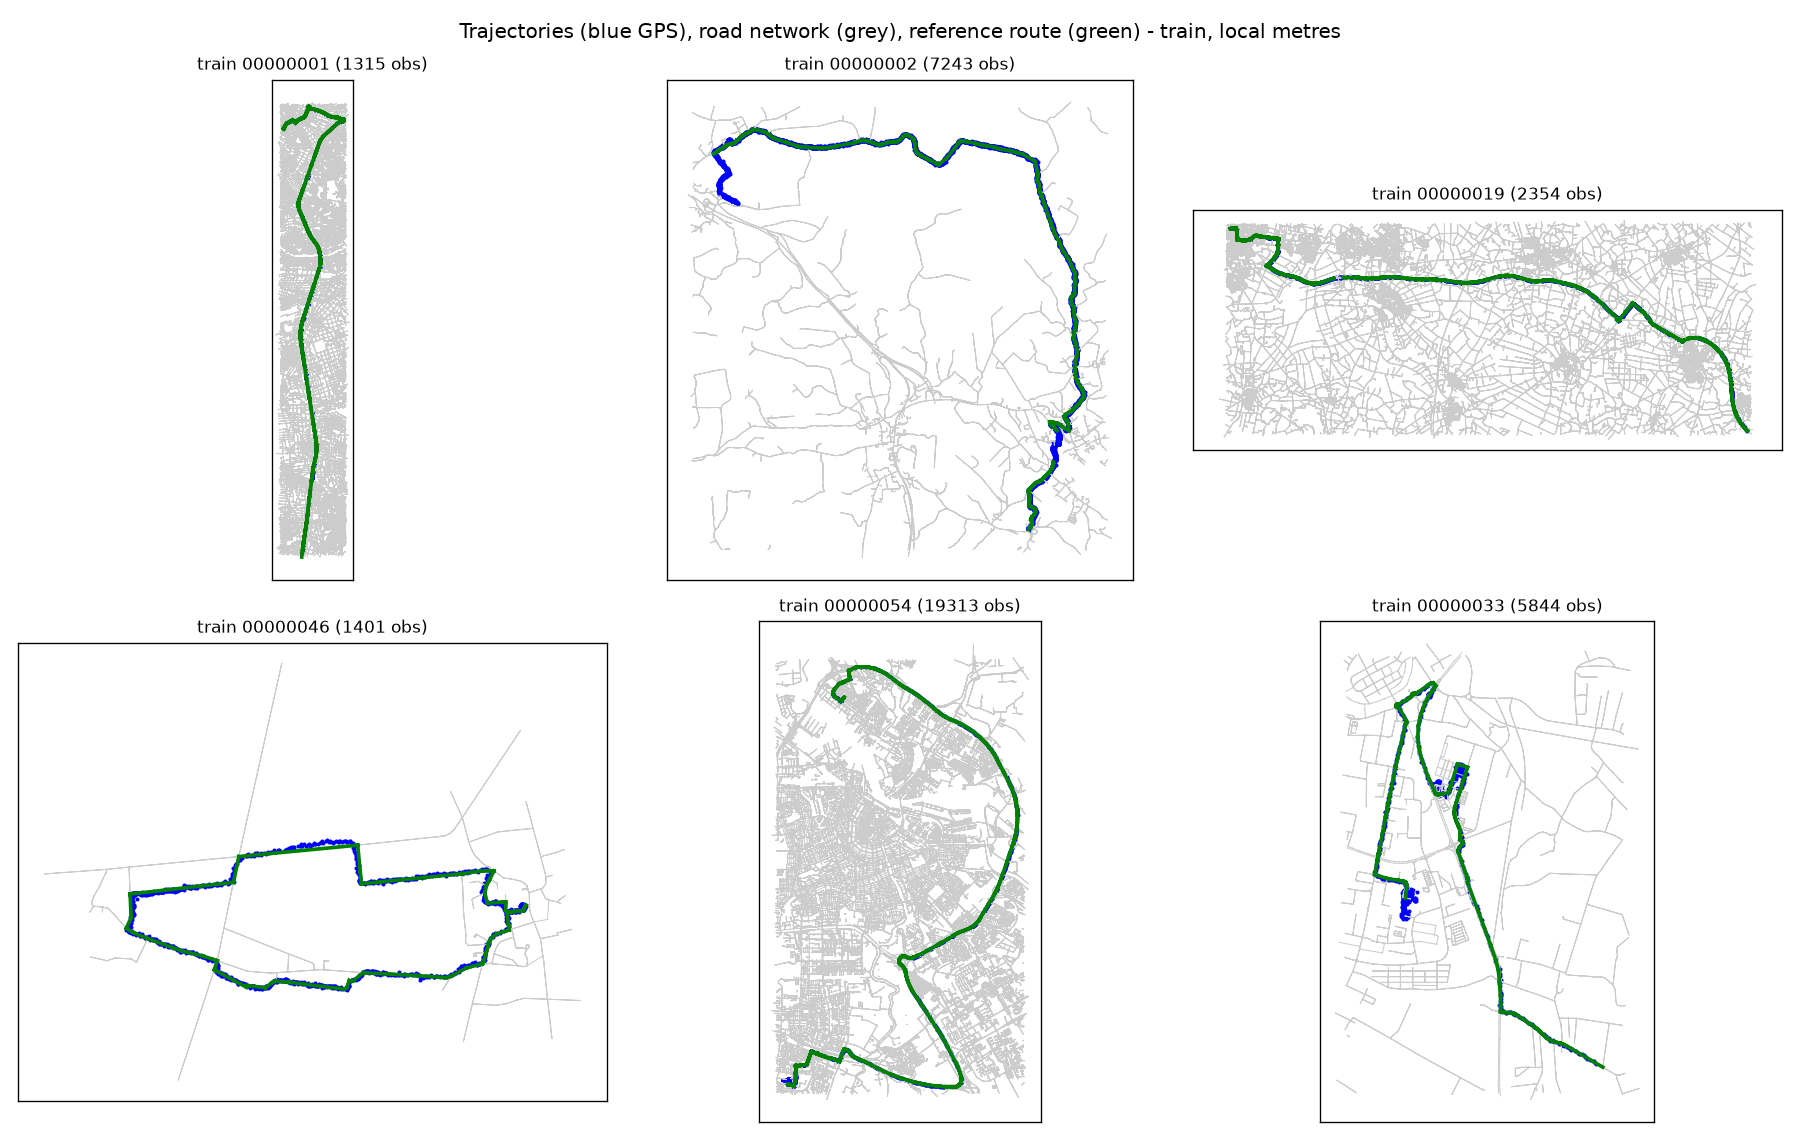 Trajectories (blue GPS), road network (grey), reference route (green) - train, local metres
train 00000001 (1315 obs)
train 00000002 (7243 obs)
train 00000019 (2354 obs)
train 00000046 (1401 obs)
train 00000054 (19313 obs)
train 00000033 (5844 obs)